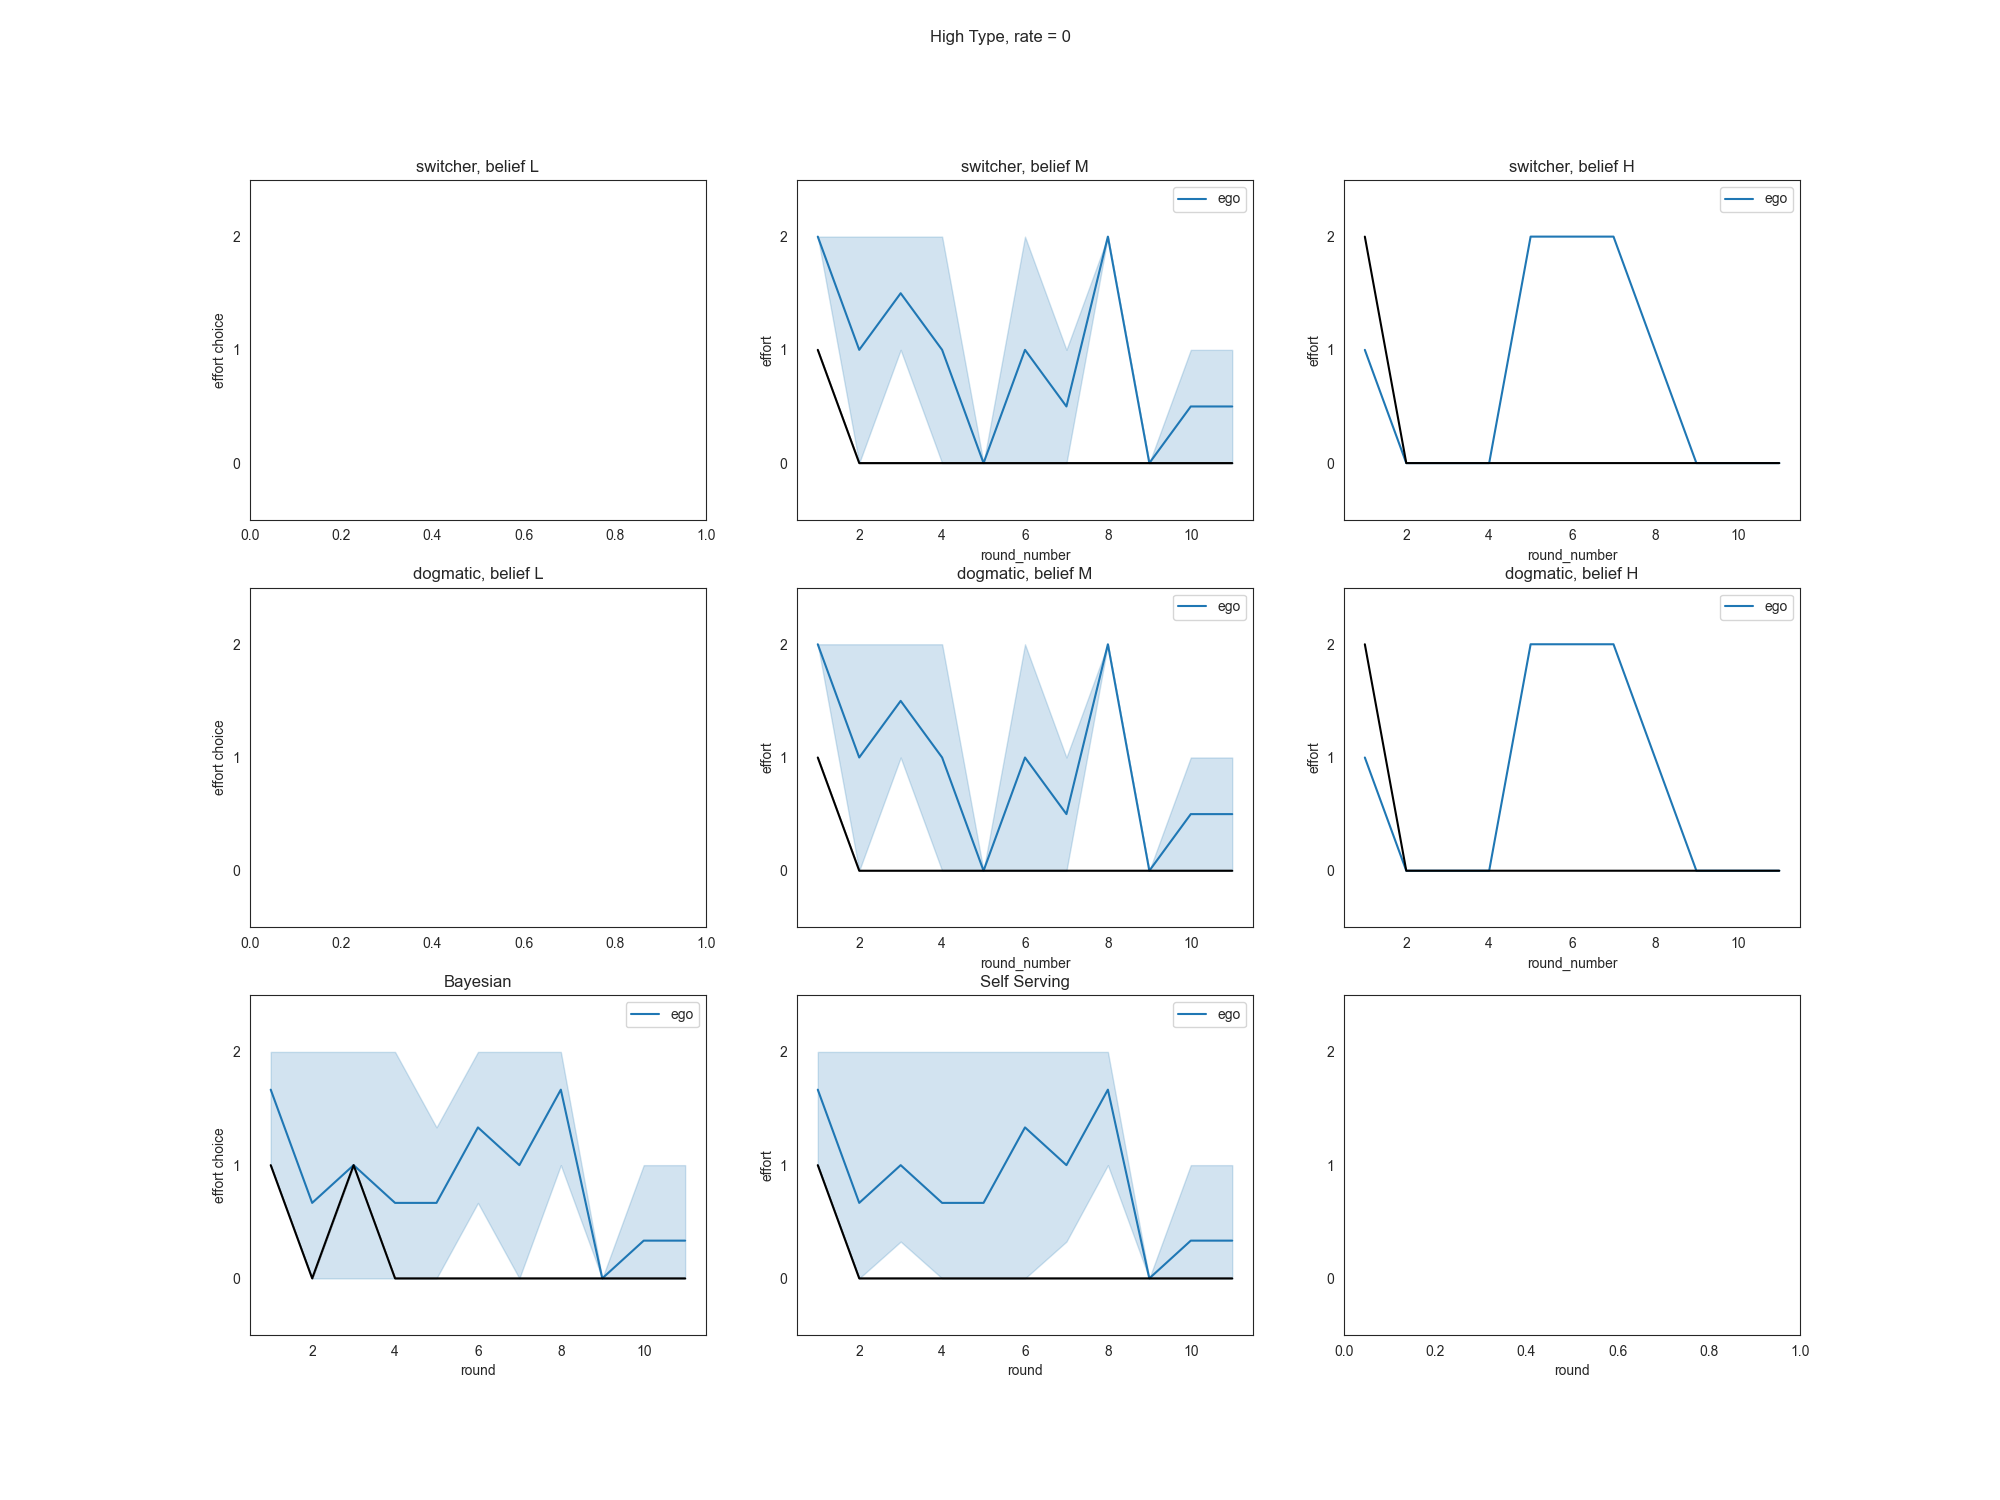 High Type, rate = 0
switcher, belief L
switcher, belief M
switcher, belief H
effort choice
2
1
0
0.0 0.2 0.4 0.6 0.8 1.0
ego
effort
2
1
0
2 4 6 8 10
round_number
ego
effort
2
1
0
2 4 6 8 10
round_number
dogmatic, belief L
dogmatic, belief M
dogmatic, belief H
effort choice
2
1
0
0.0 0.2 0.4 0.6 0.8 1.0
ego
effort
2
1
0
2 4 6 8 10
round_number
ego
effort
2
1
0
2 4 6 8 10
round_number
Bayesian
Self Serving
ego
effort choice
2
1
0
2 4 6 8 10
round
ego
effort
2
1
0
2 4 6 8 10
round
2
1
0
0.0 0.2 0.4 0.6 0.8 1.0
round